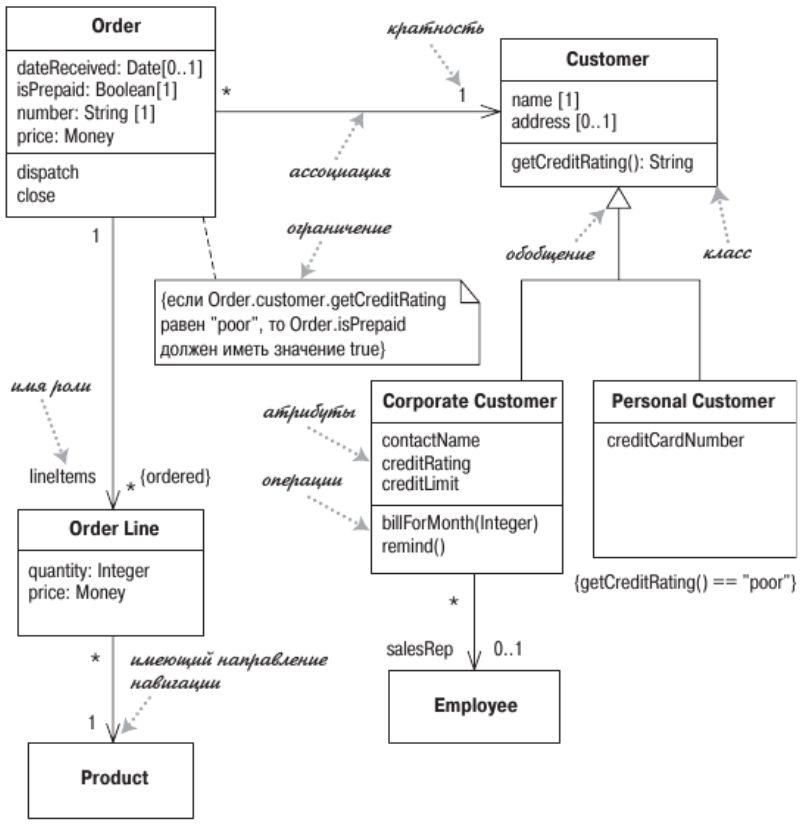 Order
dateReceived: Date[0..1]
isPrepaid: Boolean[1]
number: String [1]
price: Money
dispatch
close
*
1
кратность
ассоциация
Customer
name [1]
address [0..1]
getCreditRating(): String
1
ограничение
обобщение
класс
{если Order.customer.getCreditRating
равен "poor", то Order.isPrepaid
должен иметь значение true}
имя роли
lineItems
* {ordered}
атрибуты
операции
Corporate Customer
contactName
creditRating
creditLimit
billForMonth(Integer)
remind()
Personal Customer
creditCardNumber
{getCreditRating() == "poor"}
Order Line
quantity: Integer
price: Money
*
имеющий направление
навигации
1
Product
*
salesRep
0..1
Employee